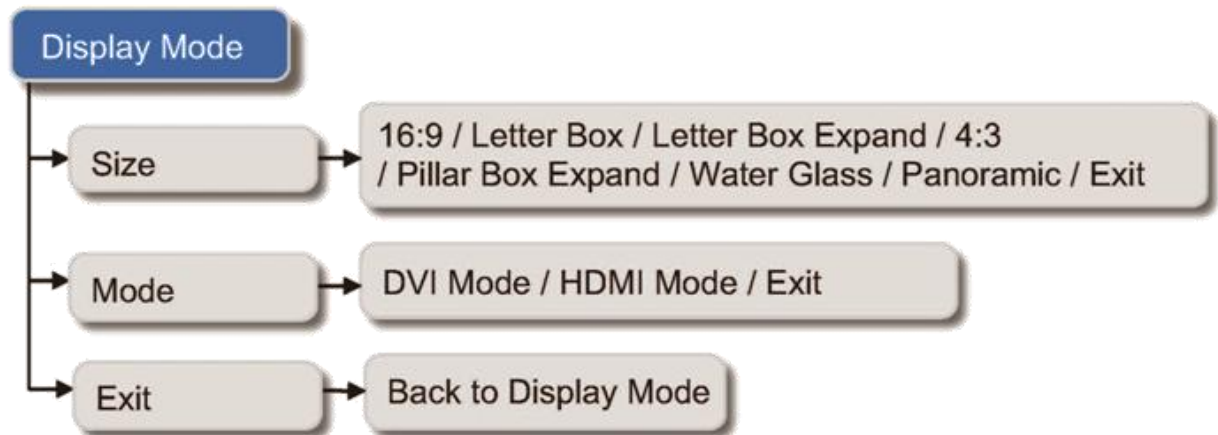 Display Mode
Size
16:9 / Letter Box / Letter Box Expand / 4:3
/ Pillar Box Expand / Water Glass / Panoramic / Exit
Mode
DVI Mode / HDMI Mode / Exit
Exit
Back to Display Mode